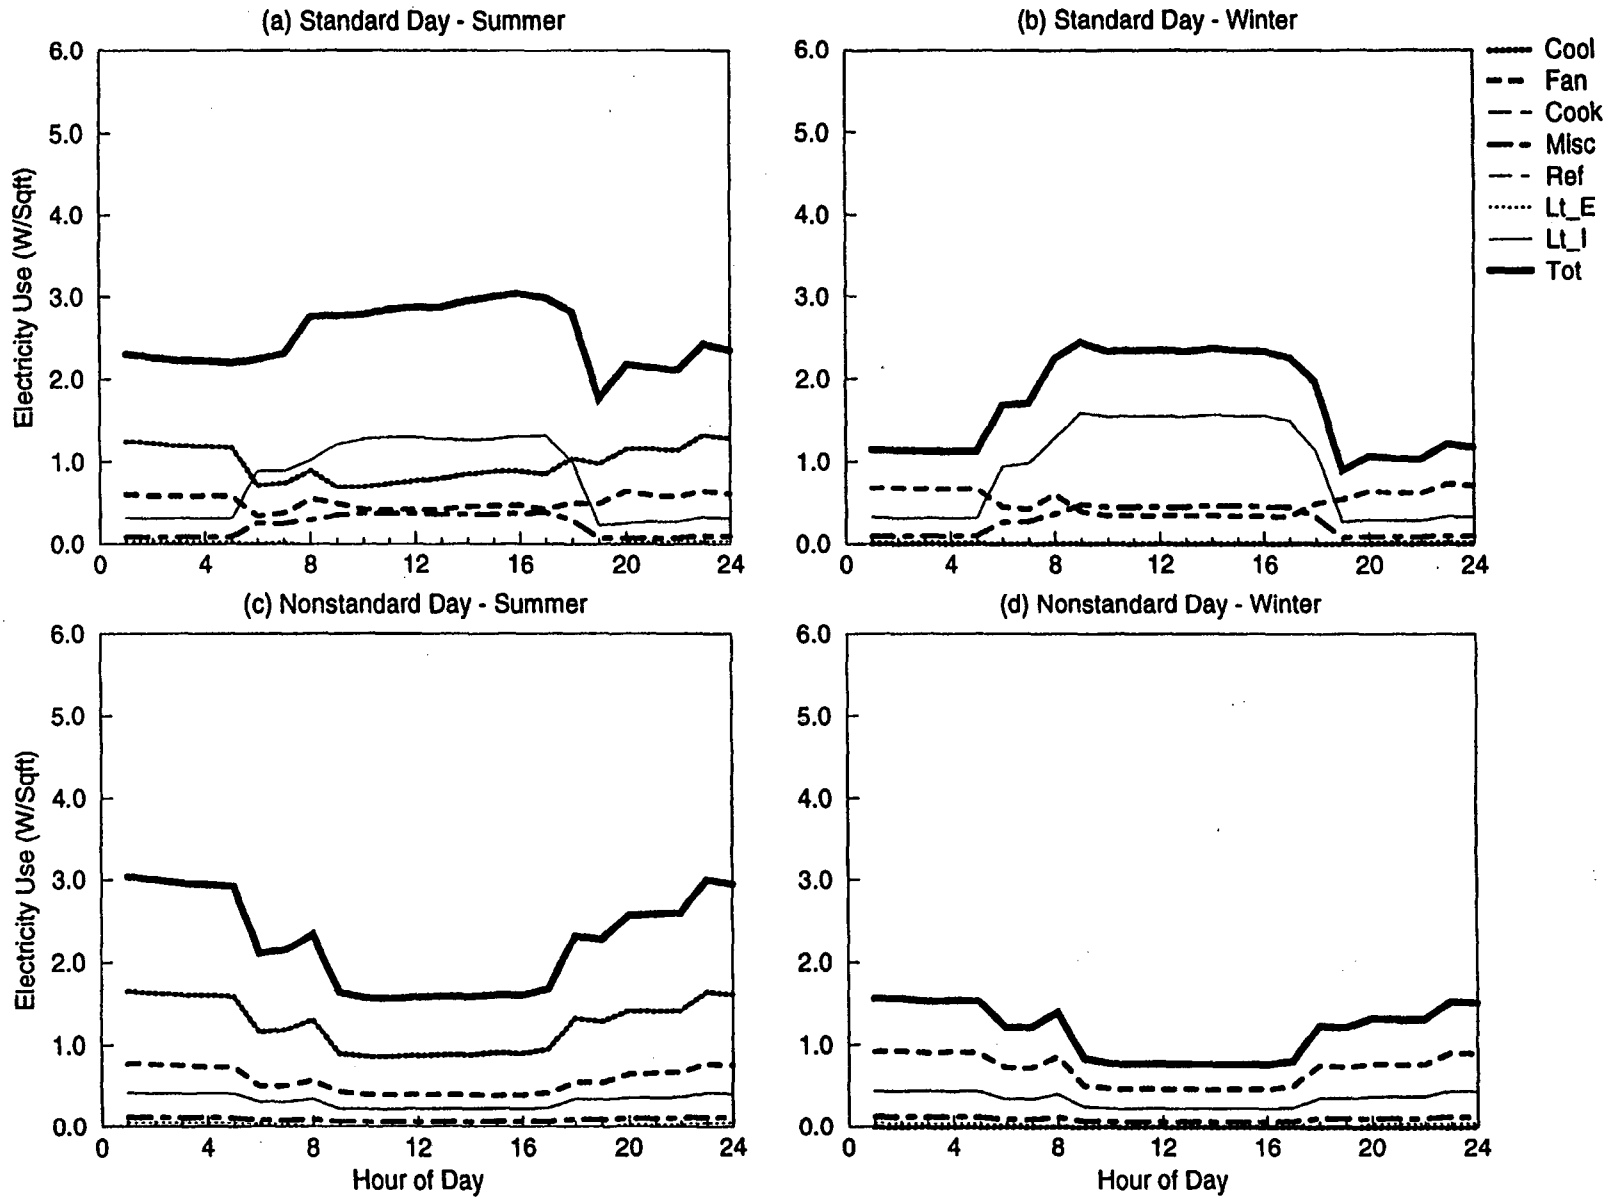 (a) Standard Day - Summer
(b) Standard Day - Winter
Electricity Use (W/Sqft)
6.0
5.0
4.0
3.0
2.0
1.0
0.0
0 4 8 12 16 20 24
6.0
5.0
4.0
3.0
2.0
1.0
0.0
0 4 8 12 16 20 24
Cool
Fan
Cook
Misc
Ref
Lt_E
Lt_I
Tot
(c) Nonstandard Day - Summer
(d) Nonstandard Day - Winter
Electricity Use (W/Sqft)
6.0
5.0
4.0
3.0
2.0
1.0
0.0
0 4 8 12 16 20 24
Hour of Day
6.0
5.0
4.0
3.0
2.0
1.0
0.0
0 4 8 12 16 20 24
Hour of Day